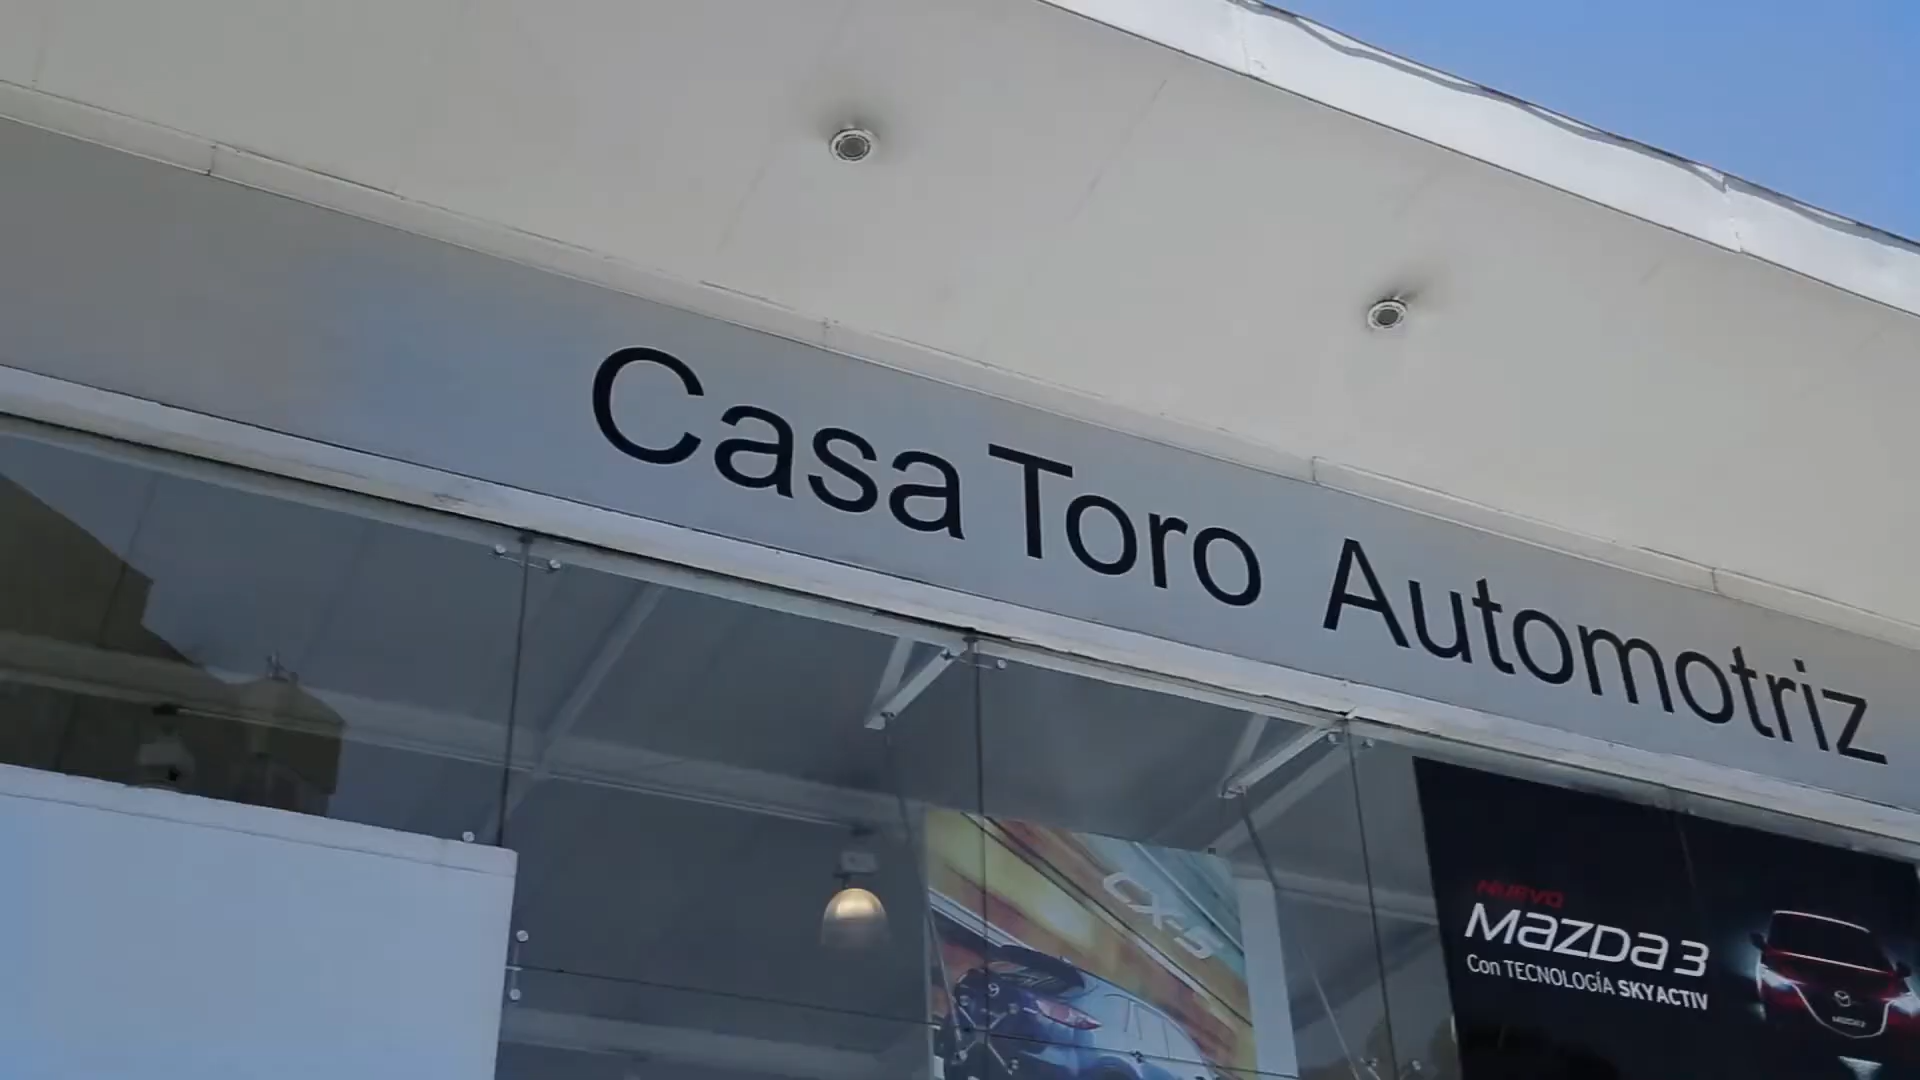 CasaToro Automotriz
CX-5
NUEVO
mazda 3
Con TECNOLOGÍA SKYACTIV